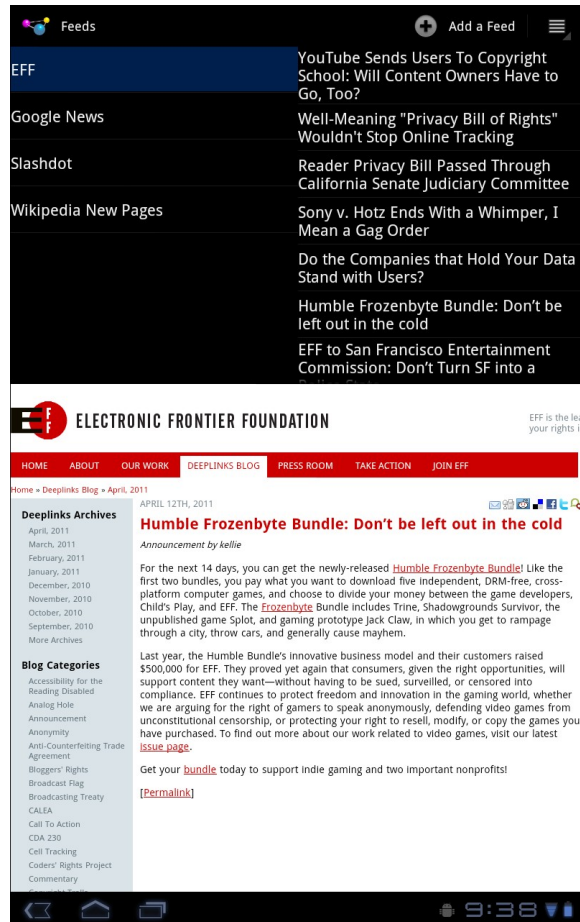 Feeds
Add a Feed
EFF
Google News
Slashdot
Wikipedia New Pages
YouTube Sends Users To Copyright
School: Will Content Owners Have to
Go, Too?
Well-Meaning "Privacy Bill of Rights"
Wouldn't Stop Online Tracking
Reader Privacy Bill Passed Through
California Senate Judiciary Committee
Sony v. Hotz Ends With a Whimper, I
Mean a Gag Order
Do the Companies that Hold Your Data
Stand with Users?
Humble Frozenbyte Bundle: Don't be
left out in the cold
EFF to San Francisco Entertainment
Commission: Don't Turn SF into a
Police State
EFF
ELECTRONIC FRONTIER FOUNDATION
EFF is the lea
your rights i
HOME ABOUT OUR WORK DEEPLINKS BLOG PRESS ROOM TAKE ACTION JOIN EFF
Home » Deeplinks Blog » April, 2011
Deeplinks Archives
April, 2011
March, 2011
February, 2011
January, 2011
December, 2010
November, 2010
October, 2010
September, 2010
More Archives
Blog Categories
Accessibility for the
Reading Disabled
Analog Hole
Announcement
Anonymity
Anti-Counterfeiting Trade
Agreement
Bloggers' Rights
Broadcast Flag
Broadcasting Treaty
CALEA
Call To Action
CDA 230
Cell Tracking
Coders' Rights Project
Commentary
Copyright Trolls
APRIL 12TH, 2011
Humble Frozenbyte Bundle: Don't be left out in the cold
Announcement by kellie
For the next 14 days, you can get the newly-released Humble Frozenbyte Bundle! Like the
first two bundles, you pay what you want to download five independent, DRM-free, cross-
platform computer games, and choose to divide your money between the game developers,
Child's Play, and EFF. The Frozenbyte Bundle includes Trine, Shadowgrounds Survivor, the
unpublished game Splot, and gaming prototype Jack Claw, in which you get to rampage
through a city, throw cars, and generally cause mayhem.
Last year, the Humble Bundle's innovative business model and their customers raised
$500,000 for EFF. They proved yet again that consumers, given the right opportunities, will
support content they want—without having to be sued, surveilled, or censored into
compliance. EFF continues to protect freedom and innovation in the gaming world, whether
we are arguing for the right of gamers to speak anonymously, defending video games from
unconstitutional censorship, or protecting your right to resell, modify, or copy the games you
have purchased. To find out more about our work related to video games, visit our latest
issue page.
Get your bundle today to support indie gaming and two important nonprofits!
[Permalink]
9:38